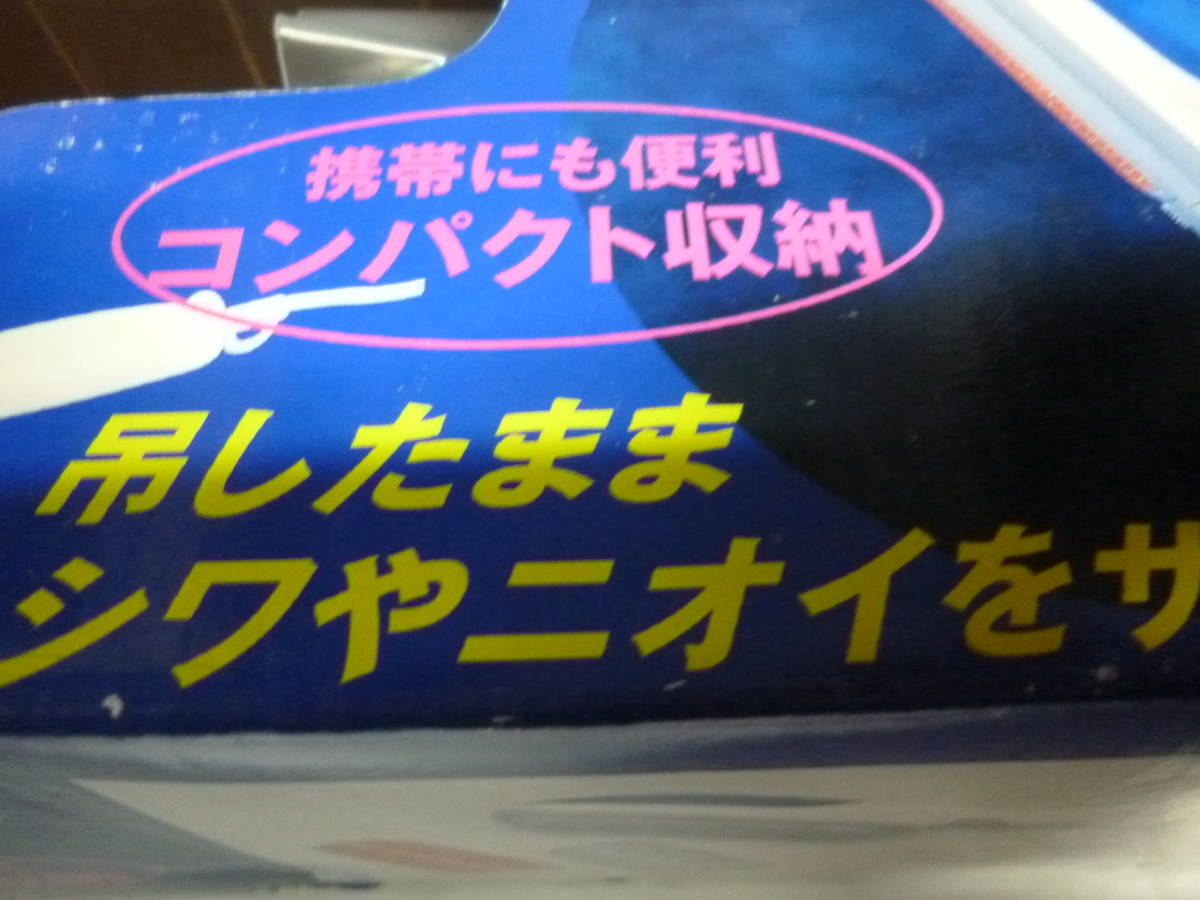 携帯にも便利
コンパクト収納
吊したまま
シワやニオイをサ